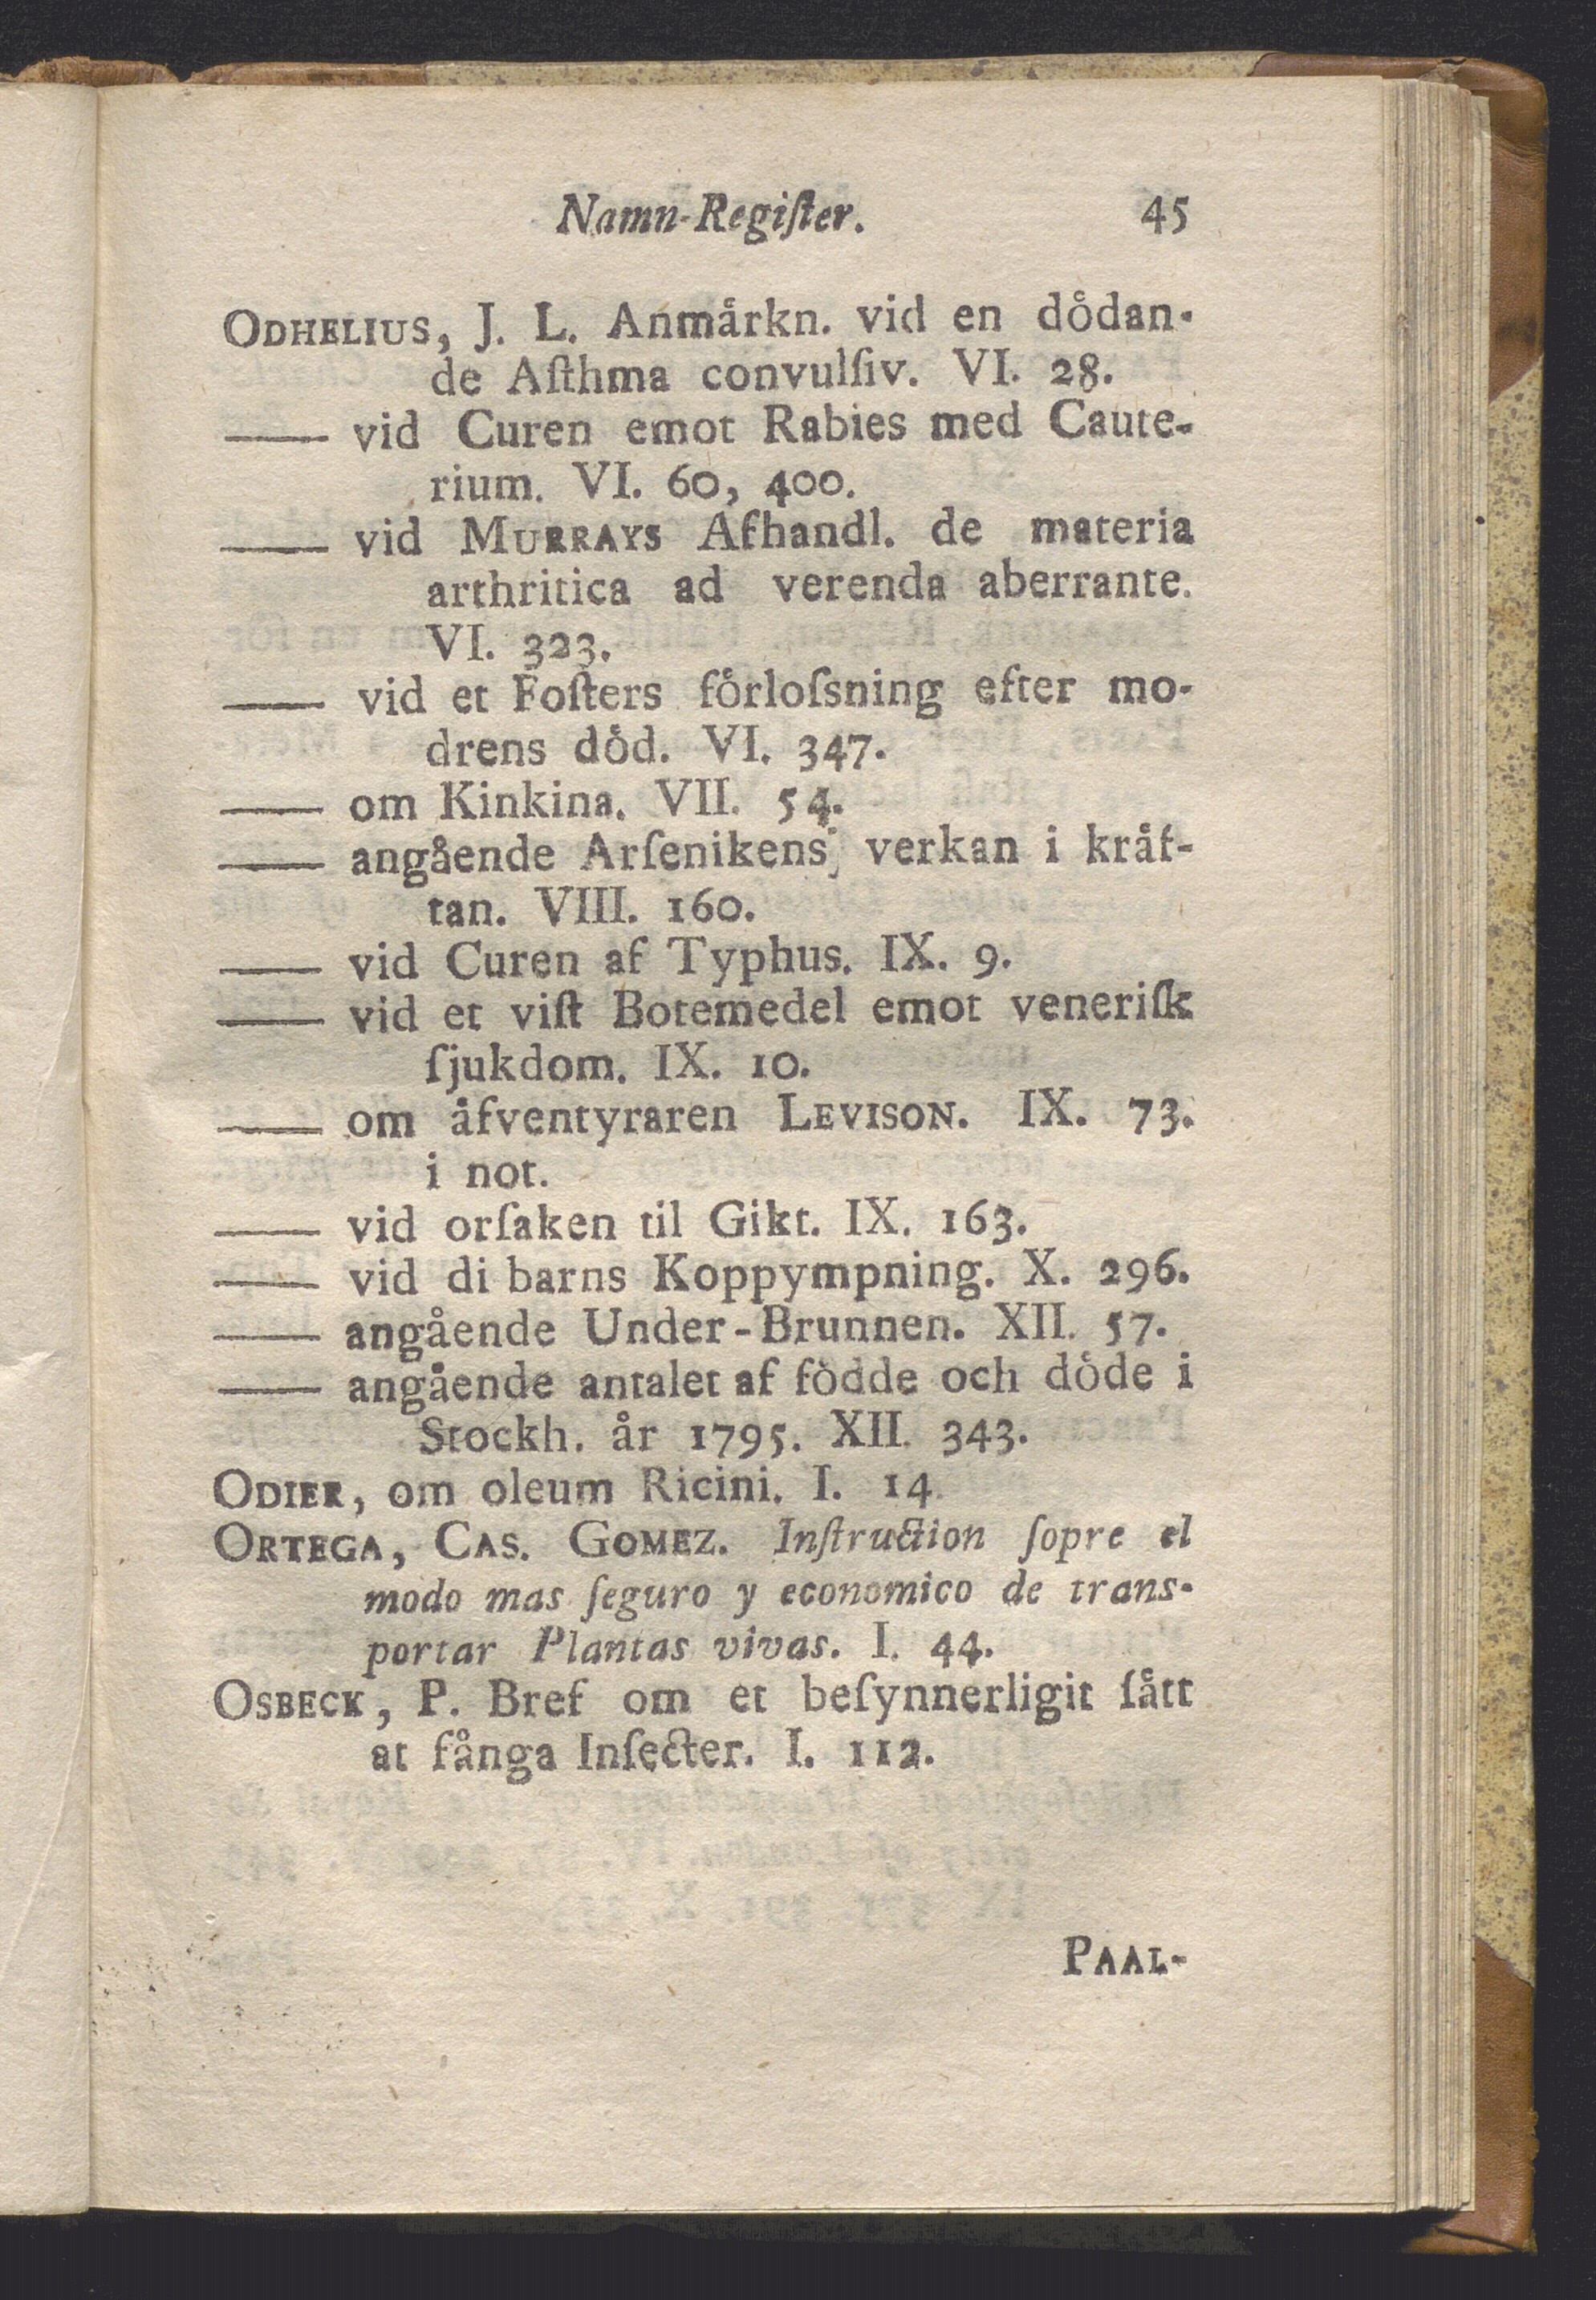 Namn-Regiſter. 45
ODHELIUS, J. L. Anmärkn. vid en dödan-
de Aſthma convulſiv. VI. 28.
—— vid Curen emot Rabies med Caute-
rium. VI. 60, 400.
—— vid MURRAYS Afhandl. de materia
arthritica ad verenda aberrante.
VI. 323.
—— vid et Foſters förloſsning efter mo-
drens död. VI. 347.
—— om Kinkina. VII. 54.
—— angående Arſenikens verkan i kräf-
tan. VIII. 160.
—— vid Curen af Typhus. IX. 9.
—— vid et viſt Botemedel emot veneriſk
ſjukdom. IX. 10.
—— om äfventyraren LEVISON. IX. 73.
i not.
—— vid orſaken til Gikt. IX. 163.
—— vid di barns Koppympning. X. 296.
—— angående Under-Brunnen. XII. 57.
—— angående antalet af födde och döde i
Stockh. år 1795. XII. 343.
ODIER, om oleum Ricini. I. 14.
ORTEGA, CAS. GOMEZ. Inſtruction ſopre el
modo mas ſeguro y economico de trans-
portar Plantas vivas. I. 44.
OSBECK, P. Bref om et beſynnerligit ſätt
at fånga Inſecter. I. 112.
PAAL-